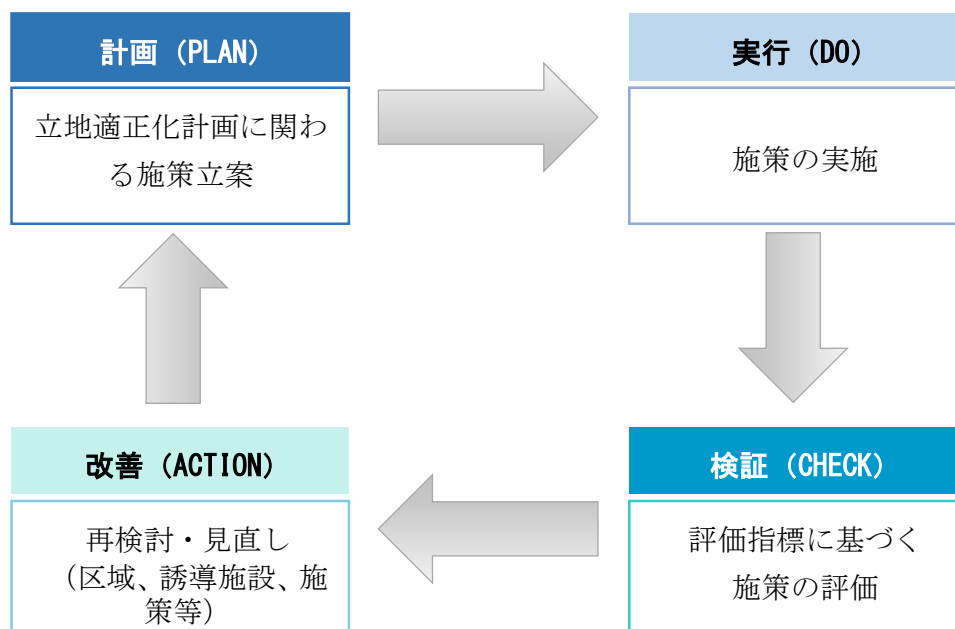 計画（PLAN）
立地適正化計画に関わ
る施策立案
実行（DO）
施策の実施
改善（ACTION）
再検討・見直し
（区域、誘導施設、施
策等）
検証（CHECK）
評価指標に基づく
施策の評価